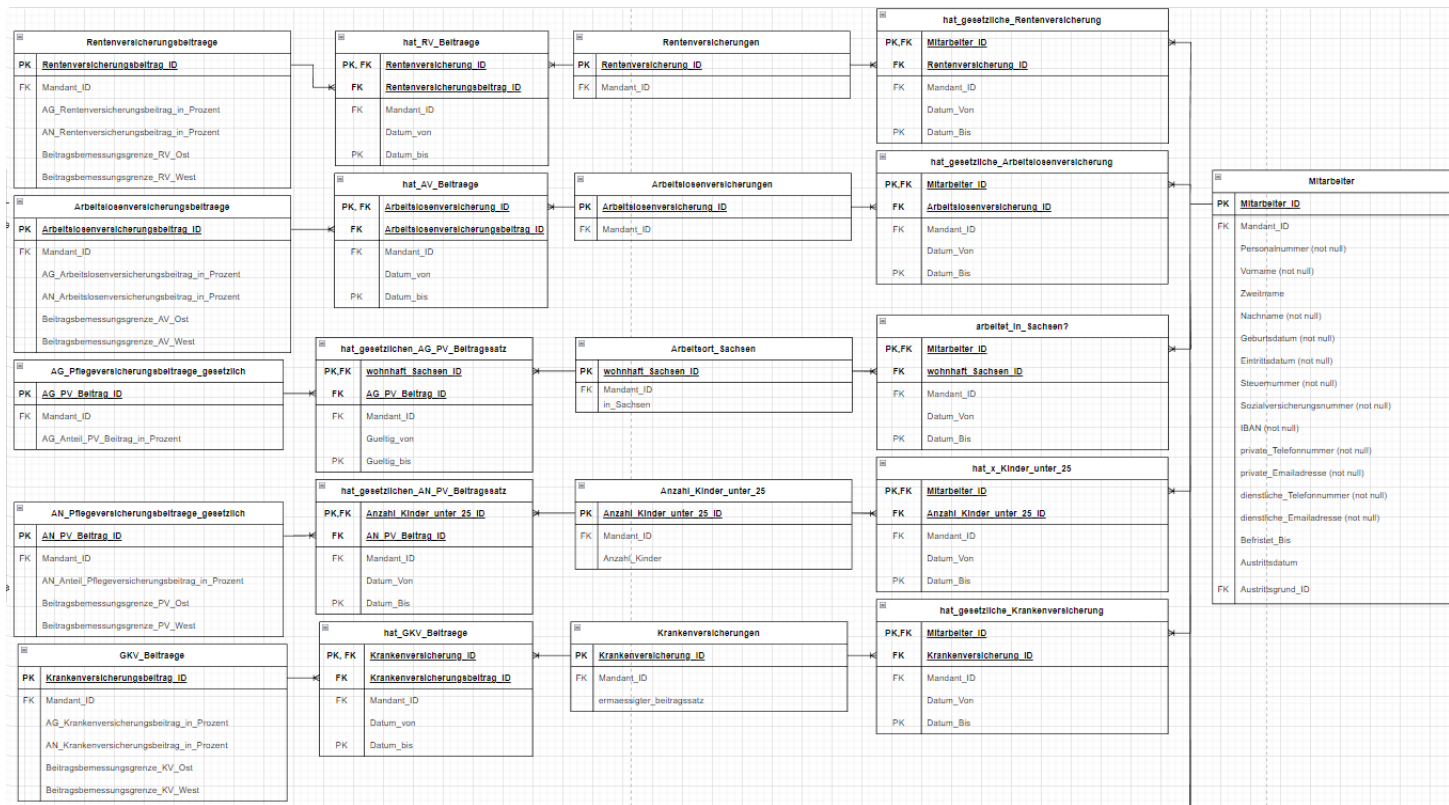 Rentenversicherungsbeitraege
PK Rentenversicherungsbeitrag_ID
FK Mandant_ID
AG_Rentenversicherungsbeitrag_in_Prozent
AN_Rentenversicherungsbeitrag_in_Prozent
Beitragsbemessungsgrenze_RV_Ost
Beitragsbemessungsgrenze_RV_West
Arbeitslosenversicherungsbeitraege
PK Arbeitslosenversicherungsbeitrag_ID
FK Mandant_ID
AG_Arbeitslosenversicherungsbeitrag_in_Prozent
AN_Arbeitslosenversicherungsbeitrag_in_Prozent
Beitragsbemessungsgrenze_AV_Ost
Beitragsbemessungsgrenze_AV_West
AG_Pflegeversicherungsbeitraege_gesetzlich
PK AG_PV_Beitrag_ID
FK Mandant_ID
AG_Anteil_PV_Beitrag_in_Prozent
AN_Pflegeversicherungsbeitraege_gesetzlich
PK AN_PV_Beitrag_ID
FK Mandant_ID
AN_Anteil_Pflegeversicherungsbeitrag_in_Prozent
Beitragsbemessungsgrenze_PV_Ost
Beitragsbemessungsgrenze_PV_West
GKV_Beitraege
PK Krankenversicherungsbeitrag_ID
FK Mandant_ID
AG_Krankenversicherungsbeitrag_in_Prozent
AN_Krankenversicherungsbeitrag_in_Prozent
Beitragsbemessungsgrenze_KV_Ost
Beitragsbemessungsgrenze_KV_West
hat_RV_Beitraege
PK, FK Rentenversicherung_ID
FK Rentenversicherungsbeitrag_ID
FK Mandant_ID
Datum_von
PK Datum_bis
hat_AV_Beitraege
PK, FK Arbeitslosenversicherung_ID
FK Arbeitslosenversicherungsbeitrag_ID
FK Mandant_ID
Datum_von
PK Datum_bis
hat_gesetzlichen_AG_PV_Beitragssatz
PK,FK wohnhaft_Sachsen_ID
FK AG_PV_Beitrag_ID
FK Mandant_ID
Gueltig_von
PK Gueltig_bis
hat_gesetzlichen_AN_PV_Beitragssatz
PK,FK Anzahl_Kinder_unter_25_ID
FK AN_PV_Beitrag_ID
FK Mandant_ID
Datum_Von
PK Datum_Bis
hat_GKV_Beitraege
PK, FK Krankenversicherung_ID
FK Krankenversicherungsbeitrag_ID
FK Mandant_ID
Datum_von
PK Datum_bis
Rentenversicherungen
PK Rentenversicherung_ID
FK Mandant_ID
Arbeitslosenversicherungen
PK Arbeitslosenversicherung_ID
FK Mandant_ID
Arbeitsort_Sachsen
PK wohnhaft_Sachsen_ID
FK Mandant_ID
in_Sachsen
Anzahl_Kinder_unter_25
PK Anzahl_Kinder_unter_25_ID
FK Mandant_ID
Anzahl_Kinder
Krankenversicherungen
PK Krankenversicherung_ID
FK Mandant_ID
ermaessigter_beitragssatz
hat_gesetzliche_Rentenversicherung
PK,FK Mitarbeiter_ID
FK Rentenversicherung_ID
FK Mandant_ID
Datum_Von
PK Datum_Bis
hat_gesetzliche_Arbeitslosenversicherung
PK,FK Mitarbeiter_ID
FK Arbeitslosenversicherung_ID
FK Mandant_ID
Datum_Von
PK Datum_Bis
arbeitet_in_Sachsen?
PK,FK Mitarbeiter_ID
FK wohnhaft_Sachsen_ID
FK Mandant_ID
Datum_Von
PK Datum_Bis
hat_x_Kinder_unter_25
PK,FK Mitarbeiter_ID
FK Anzahl_Kinder_unter_25_ID
FK Mandant_ID
Datum_Von
PK Datum_Bis
hat_gesetzliche_Krankenversicherung
PK,FK Mitarbeiter_ID
FK Krankenversicherung_ID
FK Mandant_ID
Datum_Von
PK Datum_Bis
Mitarbeiter
PK Mitarbeiter_ID
FK Mandant_ID
Personalnummer (not null)
Vorname (not null)
Zweitname
Nachname (not null)
Geburtsdatum (not null)
Eintrittsdatum (not null)
Steuernummer (not null)
Sozialversicherungsnummer (not null)
IBAN (not null)
private_Telefonnummer (not null)
private_Emailadresse (not null)
dienstliche_Telefonnummer (not null)
dienstliche_Emailadresse (not null)
Befristet_Bis
Austrittsdatum
FK Austrittsgrund_ID